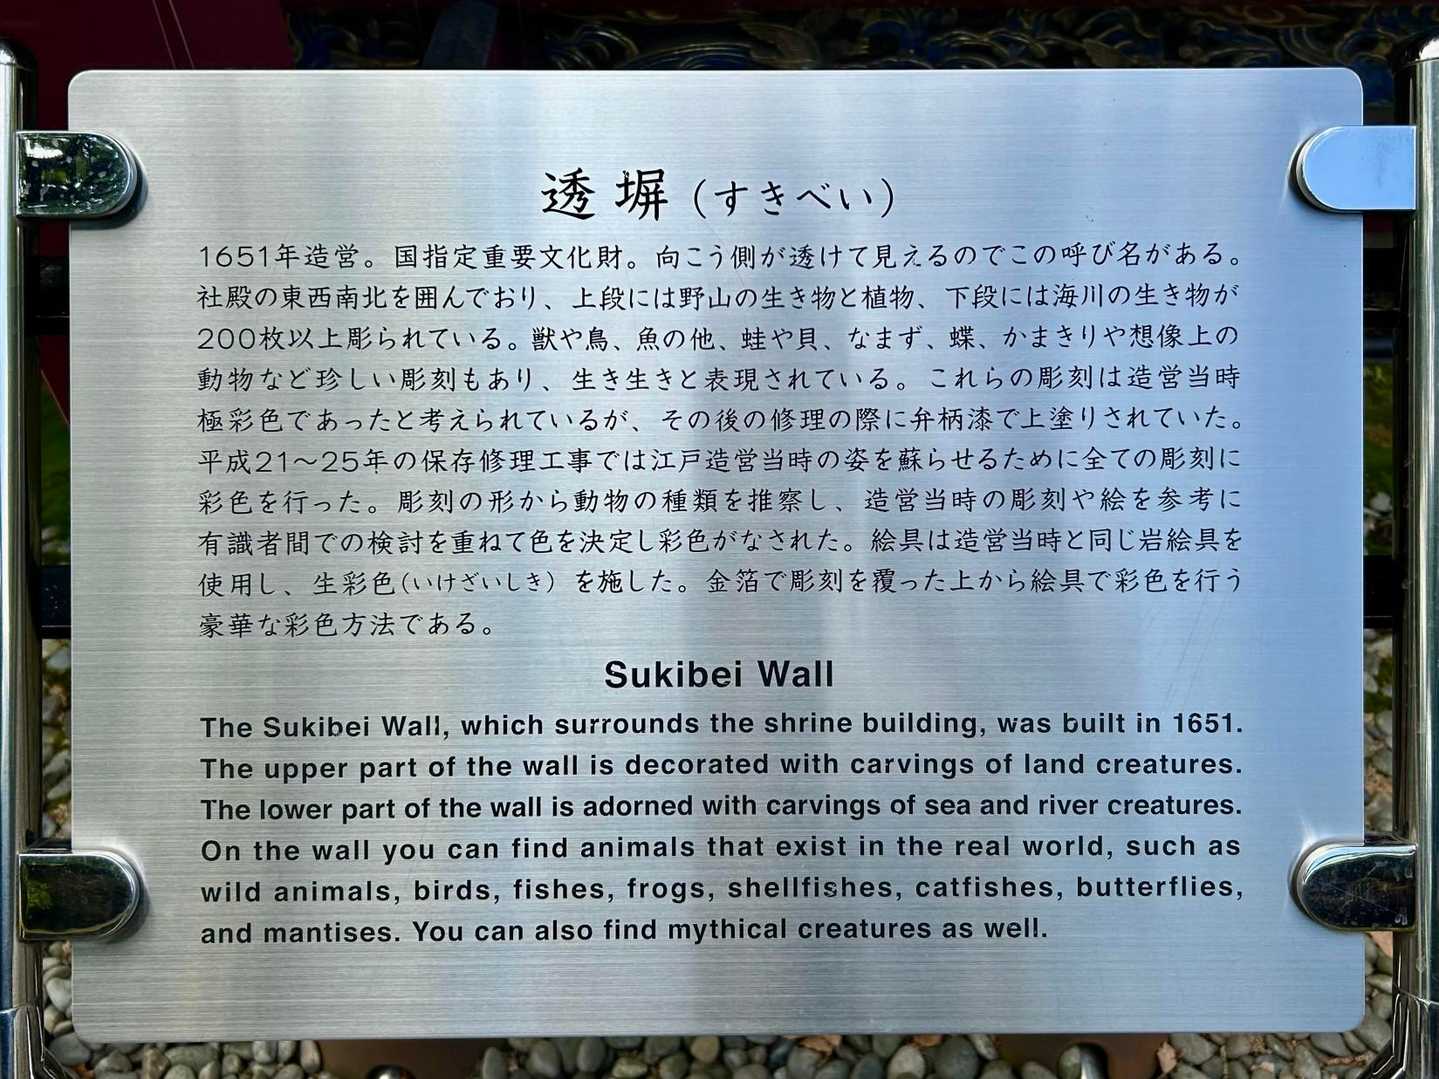 透塀（すきべい）
1651年造営。国指定重要文化財。向こう側が透けて見えるのでこの呼び名がある。
社殿の東西南北を囲んでおり、上段には野山の生き物と植物、下段には海川の生き物が
200枚以上彫られている。獣や鳥、魚の他、蛙や貝、なまず、蝶、かまきりや想像上の
動物など珍しい彫刻もあり、生き生きと表現されている。これらの彫刻は造営当時
極彩色であったと考えられているが、その後の修理の際に弁柄漆で上塗りされていた。
平成21～25年の保存修理工事では江戸造営当時の姿を蘇らせるために全ての彫刻に
彩色を行った。彫刻の形から動物の種類を推察し、造営当時の彫刻や絵を参考に
有識者間での検討を重ねて色を決定し彩色がなされた。絵具は造営当時と同じ岩絵具を
使用し、生彩色（いけざいしき）を施した。金箔で彫刻を覆った上から絵具で彩色を行う
豪華な彩色方法である。
Sukibei Wall
The Sukibei Wall, which surrounds the shrine building, was built in 1651.
The upper part of the wall is decorated with carvings of land creatures.
The lower part of the wall is adorned with carvings of sea and river creatures.
On the wall you can find animals that exist in the real world, such as
wild animals, birds, fishes, frogs, shellfishes, catfishes, butterflies,
and mantises. You can also find mythical creatures as well.